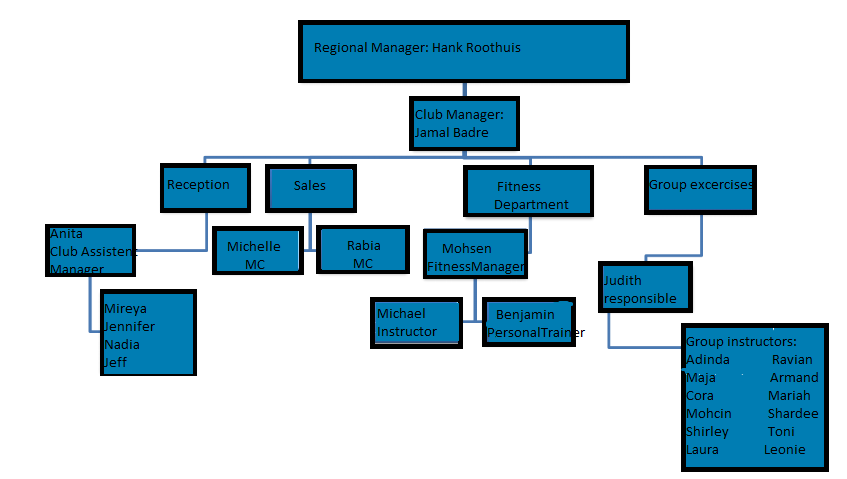 Regional Manager: Hank Roothuis
Club Manager:
Jamal Badre
Reception
Sales
Fitness
Department
Group excercises
Anita
Club Assistent
Manager
Michelle
MC
Rabia
MC
Mohsen
FitnessManager
Judith
responsible
Mireya
Jennifer
Nadia
Jeff
Michael
Instructor
Benjamin
PersonalTrainer
Group instructors:
Adinda Ravian
Maja Armand
Cora Mariah
Mohcin Shardee
Shirley Toni
Laura Leonie